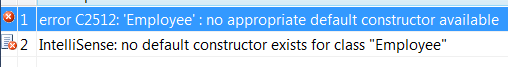 1 error C2512: 'Employee' : no appropriate default constructor available
2 IntelliSense: no default constructor exists for class "Employee"